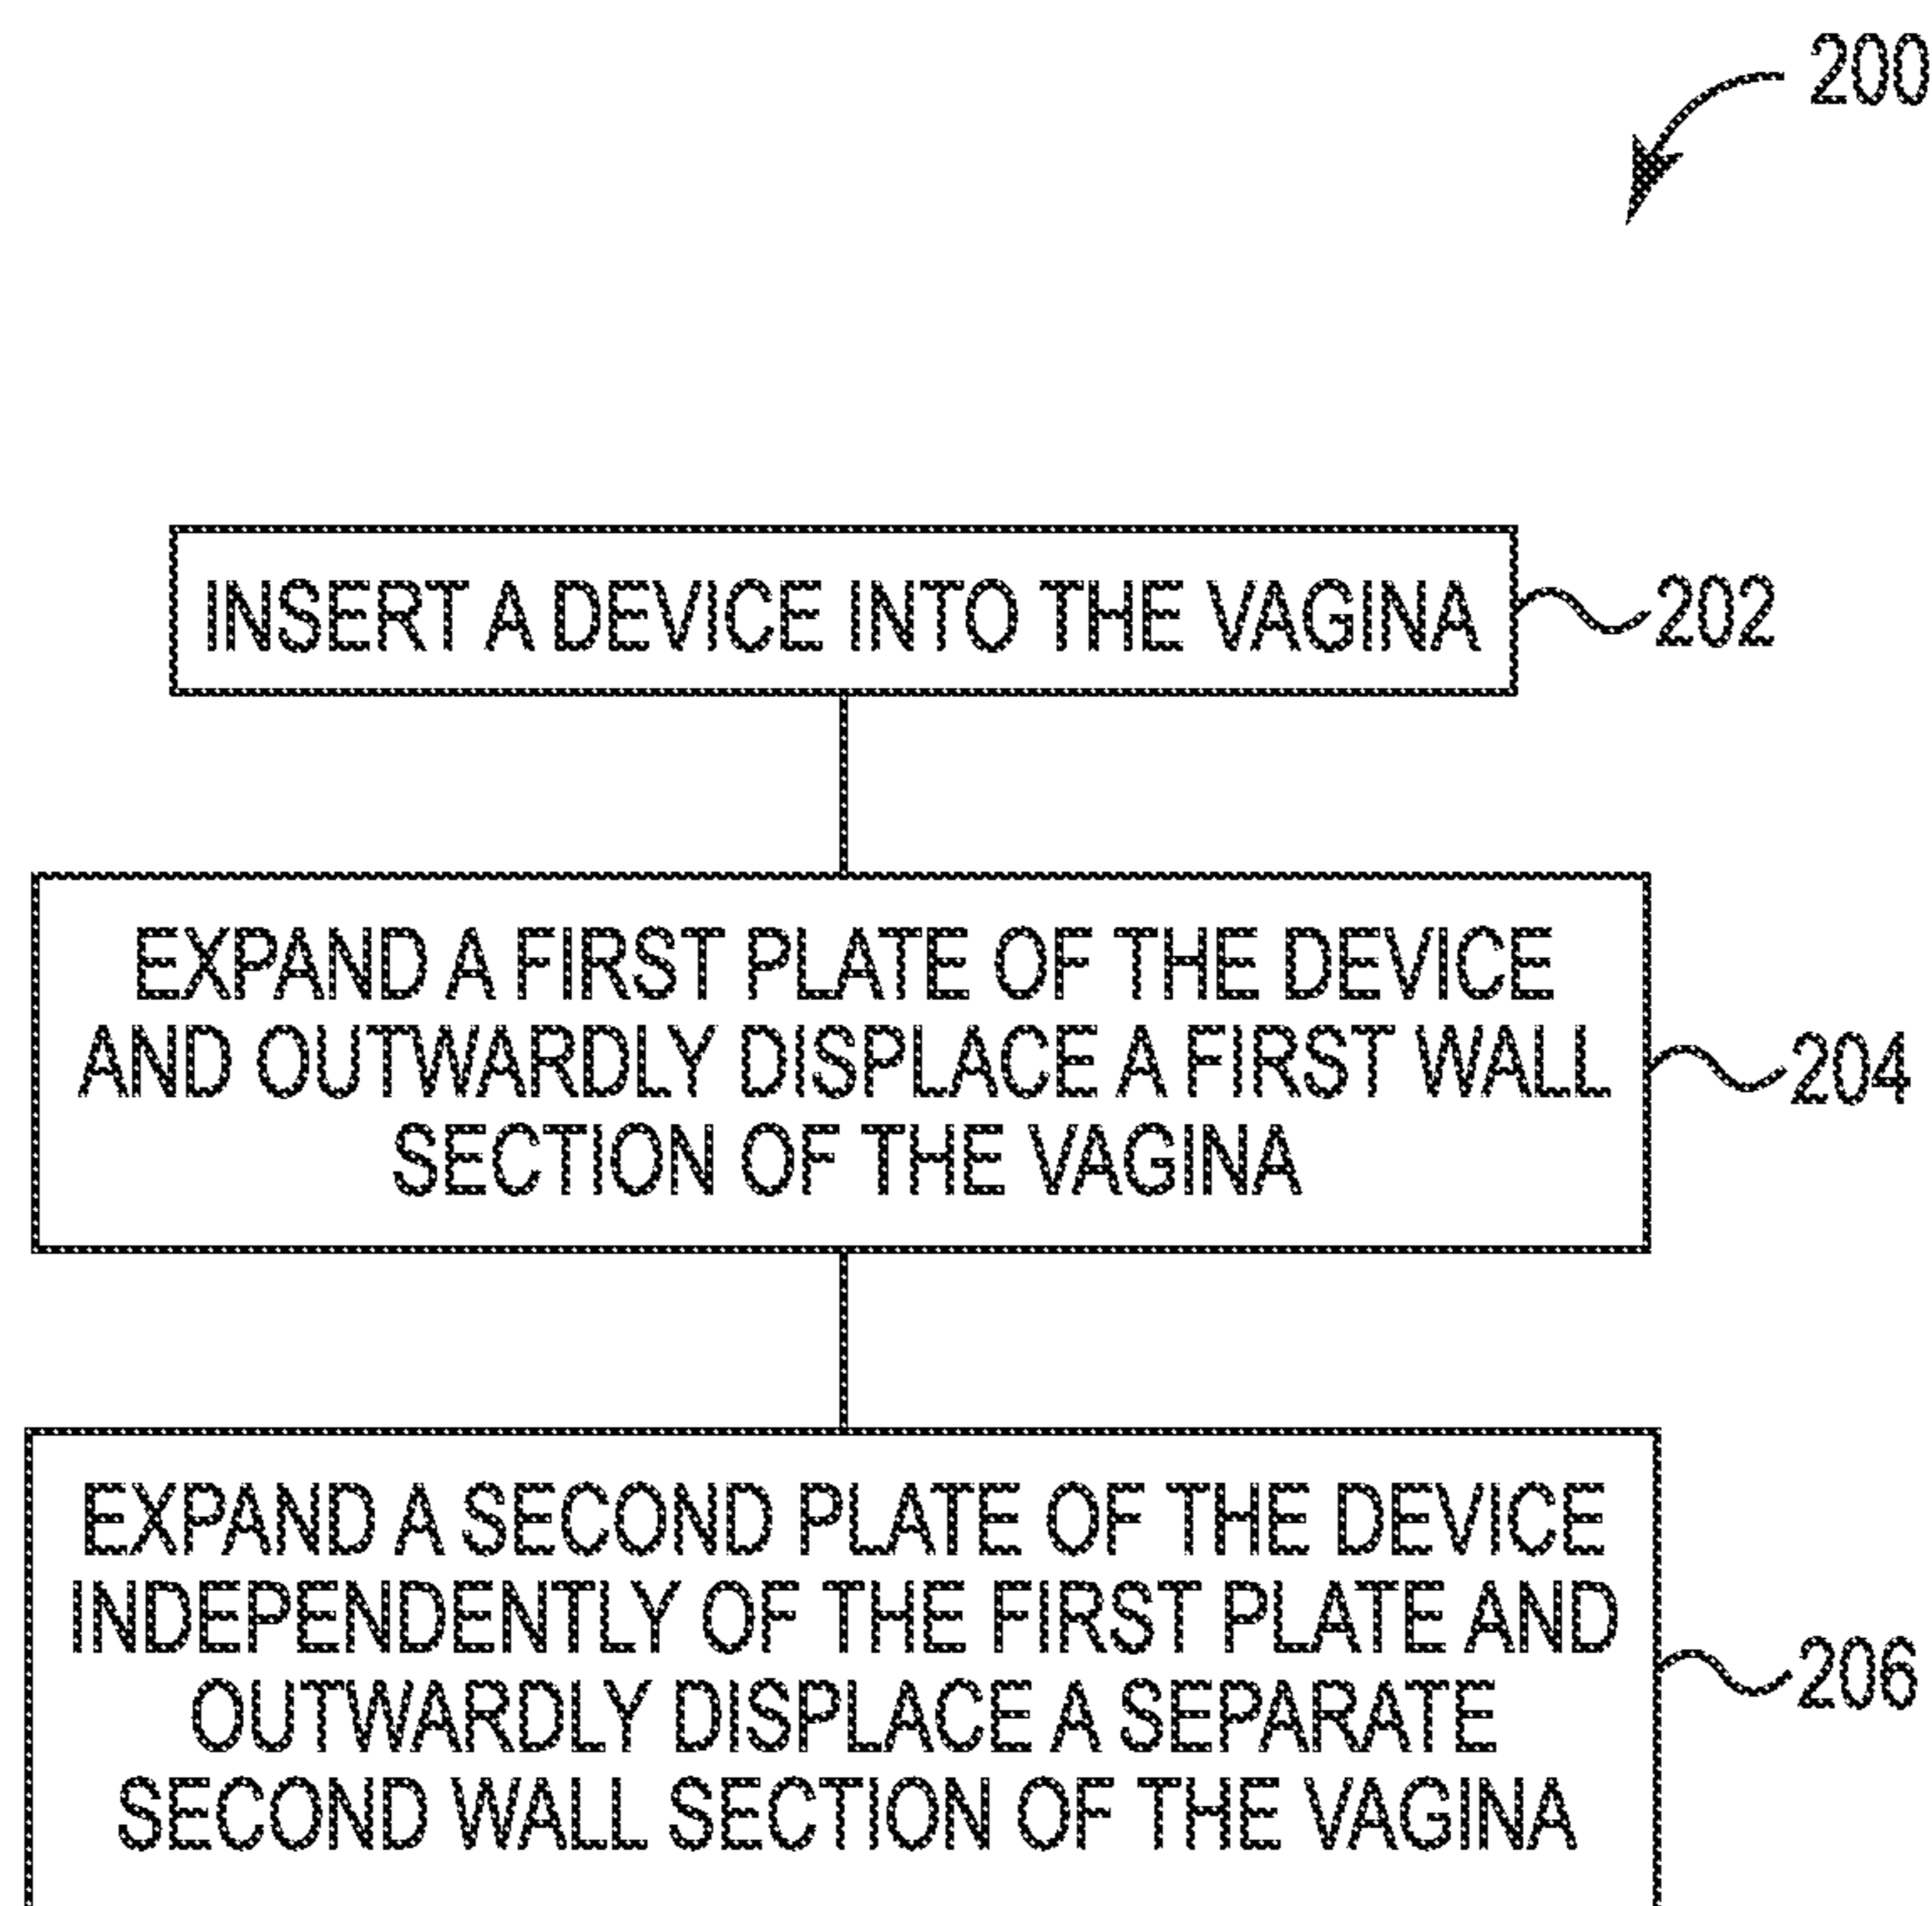 200
INSERT A DEVICE INTO THE VAGINA
202
EXPAND A FIRST PLATE OF THE DEVICE
AND OUTWARDLY DISPLACE A FIRST WALL
SECTION OF THE VAGINA
204
EXPAND A SECOND PLATE OF THE DEVICE
INDEPENDENTLY OF THE FIRST PLATE AND
OUTWARDLY DISPLACE A SEPARATE
SECOND WALL SECTION OF THE VAGINA
206